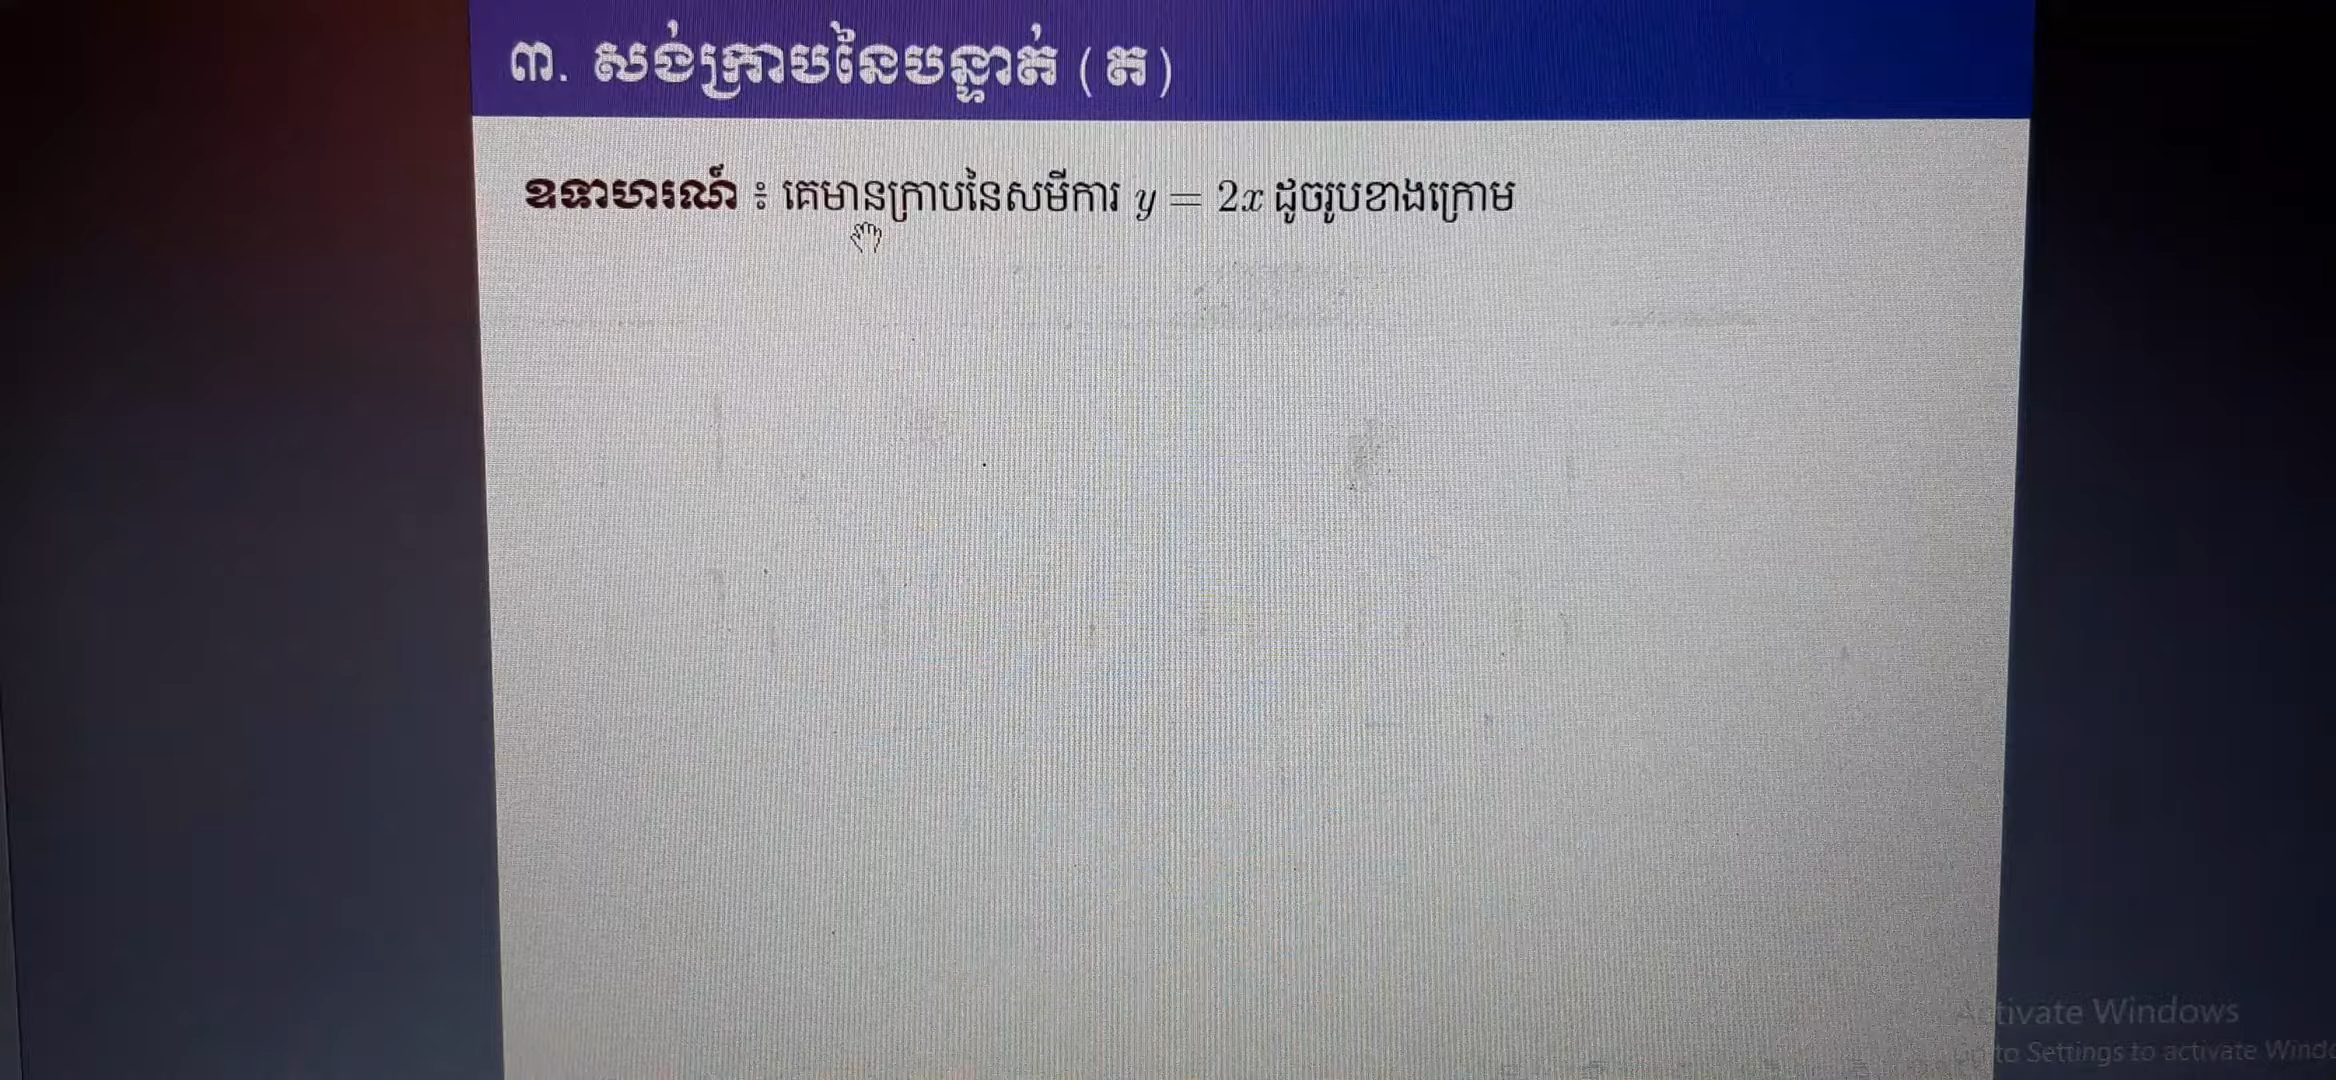 ៣. សង់ក្រាបនៃបន្ទាត់ (ត)
ឧទាហរណ៍ ៖ គេមានក្រាបនៃសមីការ y = 2x ដូចរូបខាងក្រោម
Activate Windows
to Settings to activate Wind